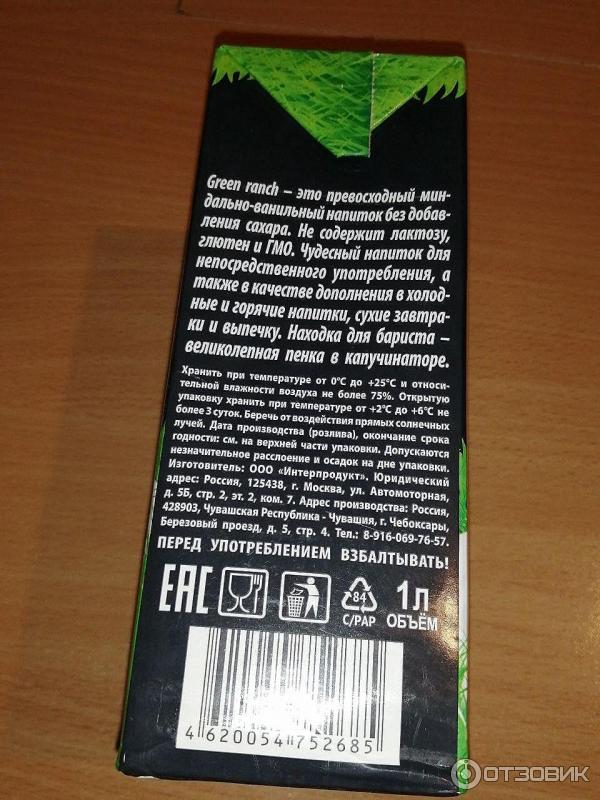 Green ranch – это превосходный мин-
дально-ванильный напиток без добав-
ления сахара. Не содержит лактозу,
глютен и ГМО. Чудесный напиток для
непосредственного употребления, а
также в качестве дополнения в холод-
ные и горячие напитки, сухие завтра-
ки и выпечку. Находка для бариста –
великолепная пенка в капучинаторе.
Хранить при температуре от 0°С до +25°С и относи-
тельной влажности воздуха не более 75%. Открытую
упаковку хранить при температуре от +2°С до +6°С не
более 3 суток. Беречь от воздействия прямых солнечных
лучей. Дата производства (розлива), окончание срока
годности: см. на верхней части упаковки. Допускаются
незначительное расслоение и осадок на дне упаковки.
Изготовитель: ООО «Интерпродукт». Юридический
адрес: Россия, 125438, г. Москва, ул. Автомоторная,
д. 5Б, стр. 2, эт. 2, ком. 7. Адрес производства: Россия,
428903, Чувашская Республика - Чувашия, г. Чебоксары,
Березовый проезд, д. 5, стр. 4. Тел.: 8-916-069-76-57.
ПЕРЕД УПОТРЕБЛЕНИЕМ ВЗБАЛТЫВАТЬ!
EAC
84
C/PAP
1л
ОБЪЁМ
4 620054 752685
ОТЗОВИК